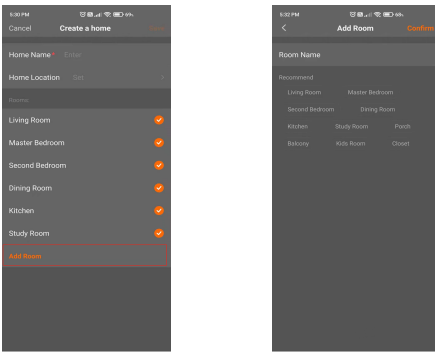 5:30 PM
69%
Cancel Create a home
Home Name * Enter
Home Location Set
Rooms
Living Room
Master Bedroom
Second Bedroom
Dining Room
Kitchen
Study Room
Add Room
5:32 PM
69%
Add Room Confirm
Room Name
Recommend
Living Room Master Bedroom
Second Bedroom Dining Room
Kitchen Study Room Porch
Balcony Kids Room Closet